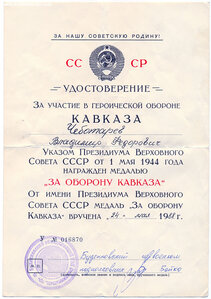 ЗА НАШУ СОВЕТСКУЮ РОДИНУ!
СС СР
УДОСТОВЕРЕНИЕ
ЗА УЧАСТИЕ В ГЕРОИЧЕСКОЙ ОБОРОНЕ
КАВКАЗА
Чеботарев
Владимир Федорович
УКАЗОМ ПРЕЗИДИУМА ВЕРХОВНОГО
СОВЕТА СССР ОТ 1 МАЯ 1944 ГОДА
НАГРАЖДЕН МЕДАЛЬЮ
„ЗА ОБОРОНУ КАВКАЗА“
ОТ ИМЕНИ ПРЕЗИДИУМА ВЕРХОВНОГО
СОВЕТА СССР МЕДАЛЬ „ЗА ОБОРОНУ
КАВКАЗА“ ВРУЧЕНА „24“ мая
У № 016870